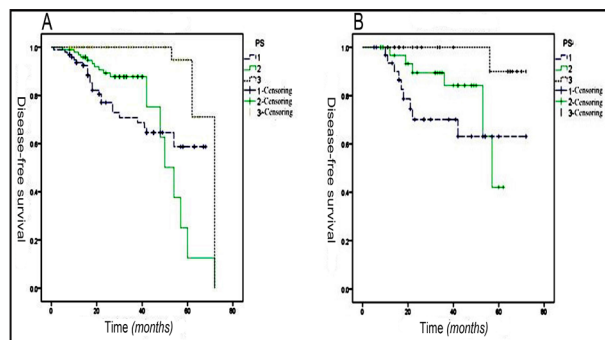 A
PS
1
2
3
1-Censoring
2-Censoring
3-Censoring
Disease-free survival
1.0
0.8
0.6
0.4
0.2
0.0
0
20
40
60
80
Time (months)
B
PS
1
2
3
1-Censoring
2-Censoring
3-Censoring
Disease-free survival
1.0
0.8
0.6
0.4
0.2
0.0
0
20
40
60
80
Time (months)